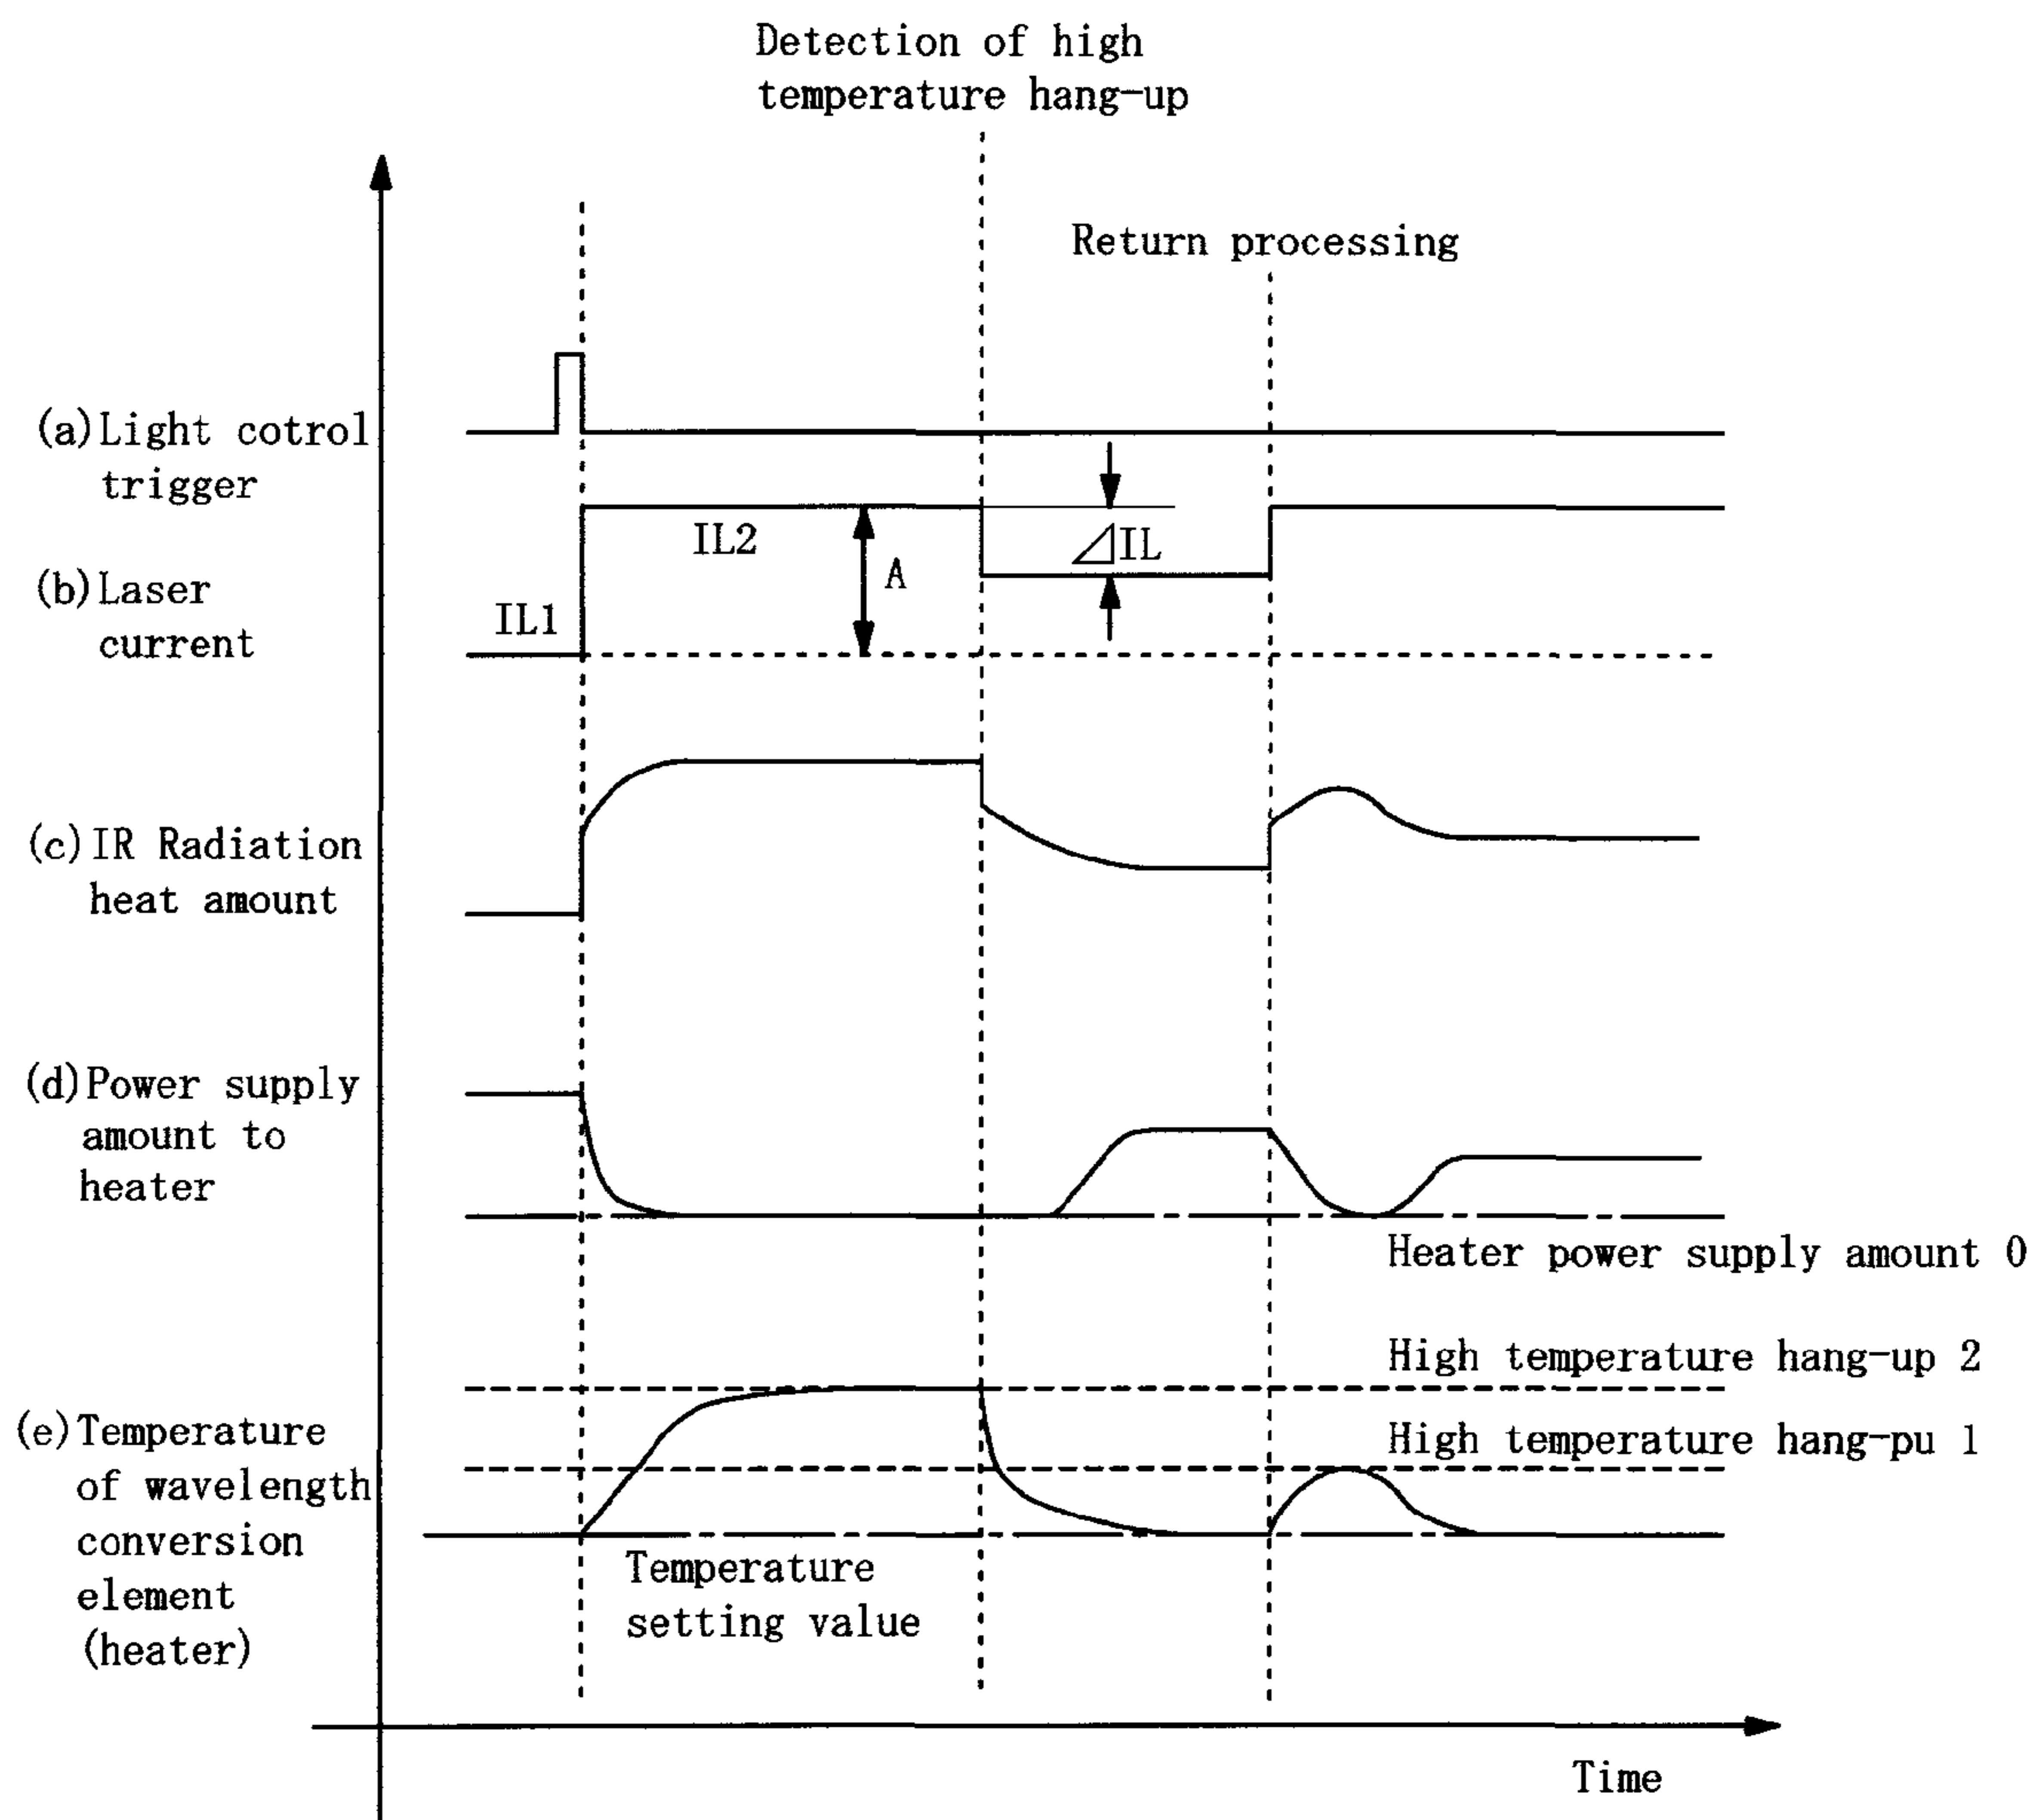 Detection of high
temperature hang-up
Return processing
(a)Light cotrol
trigger
IL2
A
⊿IL
(b)Laser
current
IL1
(c)IR Radiation
heat amount
(d)Power supply
amount to
heater
Heater power supply amount 0
High temperature hang-up 2
High temperature hang-pu 1
(e)Temperature
of wavelength
conversion
element
(heater)
Temperature
setting value
Time